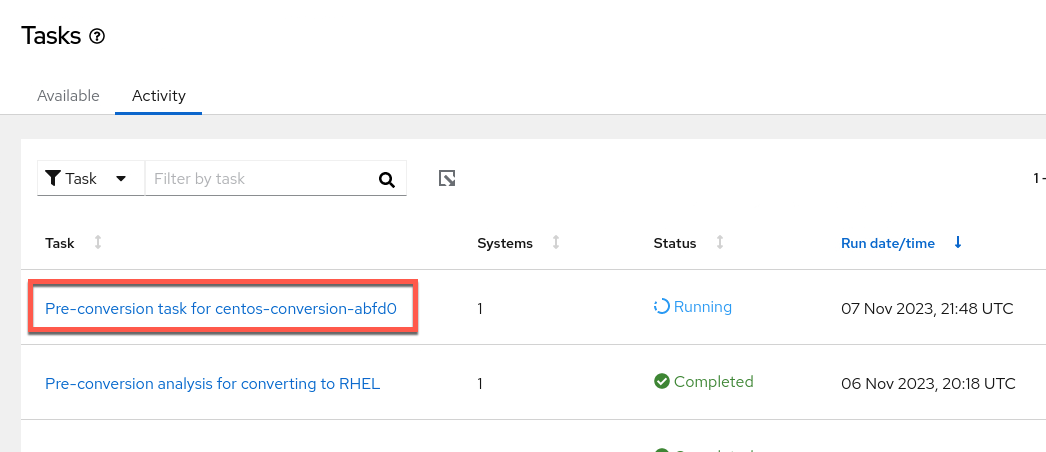 Tasks
Available Activity
Task Filter by task 1 -
Task Systems Status Run date/time
Pre-conversion task for centos-conversion-abfd0 1 Running 07 Nov 2023, 21:48 UTC
Pre-conversion analysis for converting to RHEL 1 Completed 06 Nov 2023, 20:18 UTC